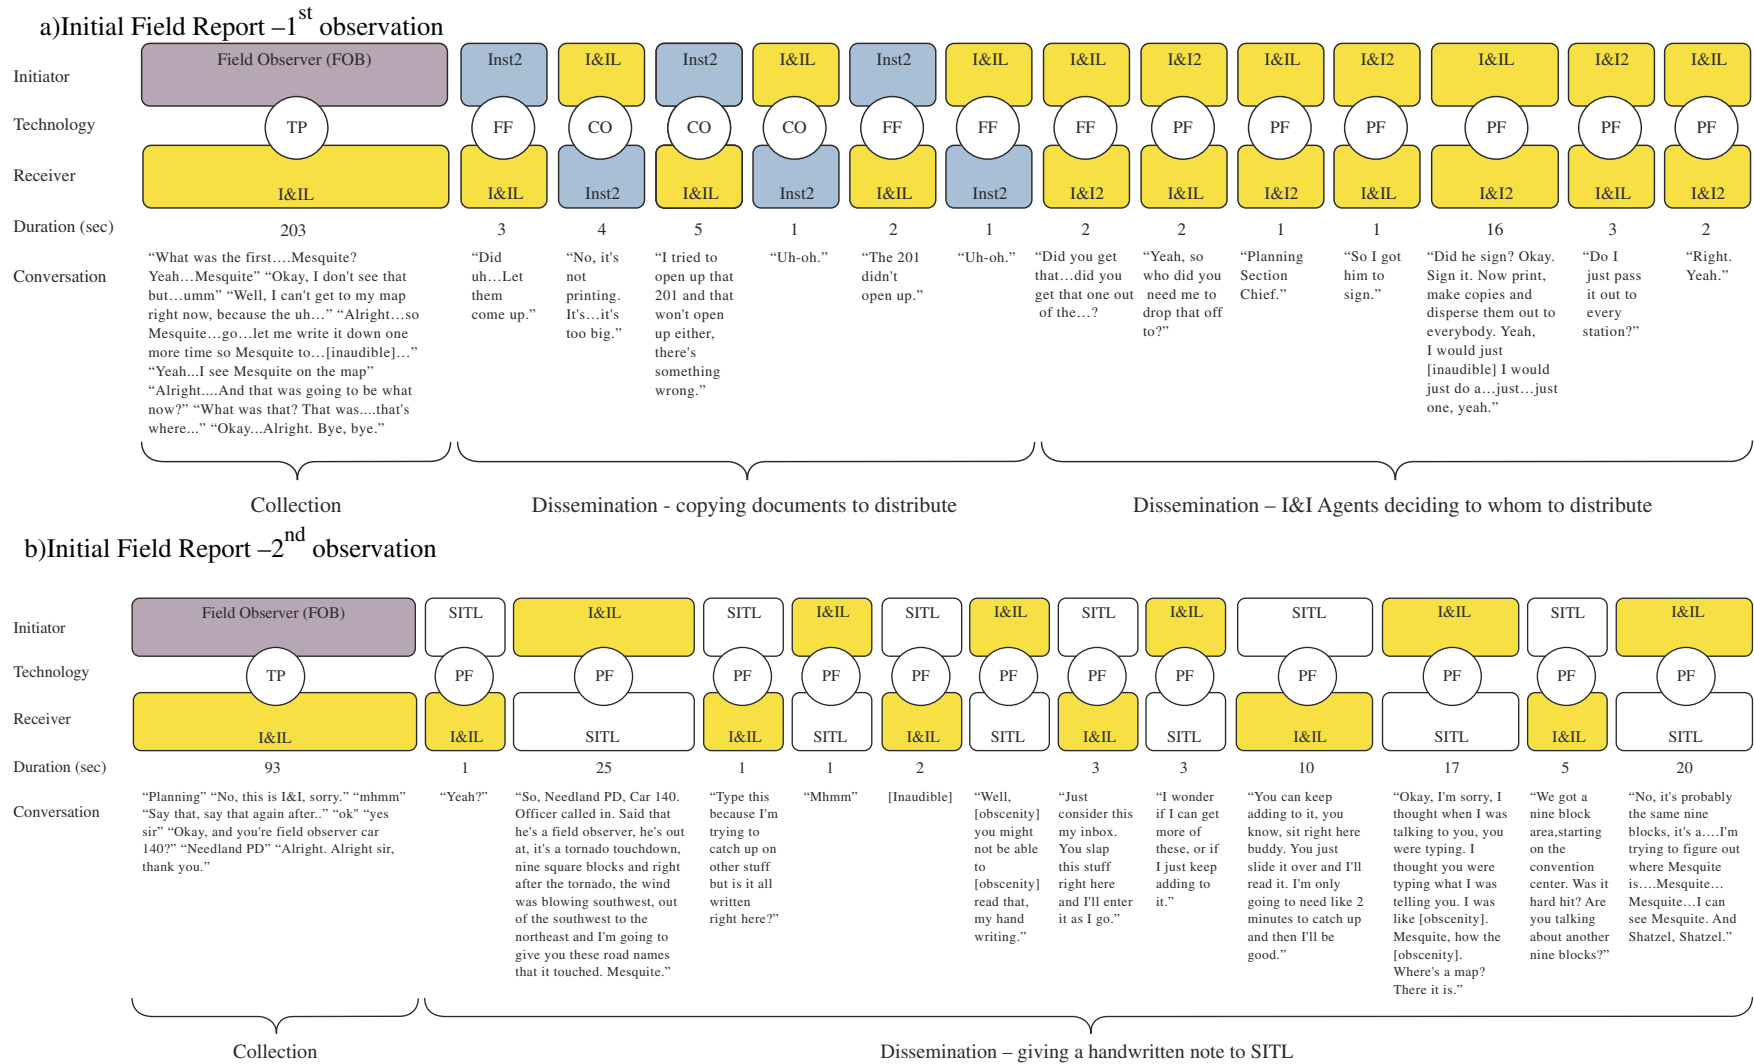 a)Initial Field Report –1st observation
Initiator
Field Observer (FOB) Inst2 I&IL Inst2 I&IL Inst2 I&IL I&IL I&I2 I&IL I&I2 I&IL I&I2 I&IL
Technology
TP FF CO CO CO FF FF FF PF PF PF PF PF PF
Receiver
I&IL I&IL Inst2 I&IL Inst2 I&IL Inst2 I&I2 I&IL I&I2 I&IL I&I2 I&IL I&I2
Duration (sec) 203 3 4 5 1 2 1 2 2 1 1 16 3 2
Conversation
“What was the first....Mesquite?
Yeah...Mesquite” “Okay, I don't see that
but...umm” “Well, I can't get to my map
right now, because the uh...” “Alright...so
Mesquite...go...let me write it down one
more time so Mesquite to...[inaudible]...”
“Yeah...I see Mesquite on the map”
“Alright....And that was going to be what
now?” “What was that? That was....that's
where...” “Okay...Alright. Bye, bye.”
“Did
uh...Let
them
come up.”
“No, it's
not
printing.
It's...it's
too big.”
“I tried to
open up that
201 and that
won't open
up either,
there's
something
wrong.”
“Uh-oh.”
“The 201
didn't
open up.”
“Uh-oh.”
“Did you get
that...did you
get that one out
of the...?
“Yeah, so
who did you
need me to
drop that off
to?”
“Planning
Section
Chief.”
“So I got
him to
sign.”
“Did he sign? Okay.
Sign it. Now print,
make copies and
disperse them out to
everybody. Yeah,
I would just
[inaudible] I would
just do a...just...just
one, yeah.”
“Do I
just pass
it out to
every
station?”
“Right.
Yeah.”
Collection
Dissemination - copying documents to distribute
Dissemination – I&I Agents deciding to whom to distribute
b)Initial Field Report –2nd observation
Initiator
Field Observer (FOB) SITL I&IL SITL I&IL SITL I&IL SITL I&IL SITL I&IL SITL I&IL
Technology
TP PF PF PF PF PF PF PF PF PF PF PF PF
Receiver
I&IL I&IL SITL I&IL SITL I&IL SITL I&IL SITL I&IL SITL I&IL SITL
Duration (sec) 93 1 25 1 1 2 3 3 10 17 5 20
Conversation
“Planning” “No, this is I&I, sorry.” “mhmm”
“Say that, say that again after..” “ok" “yes
sir” “Okay, and you're field observer car
140?” “Needland PD” “Alright. Alright sir,
thank you.”
“Yeah?”
“So, Needland PD, Car 140.
Officer called in. Said that
he's a field observer, he's out
at, it's a tornado touchdown,
nine square blocks and right
after the tornado, the wind
was blowing southwest, out
of the southwest to the
northeast and I'm going to
give you these road names
that it touched. Mesquite.”
“Type this
because I'm
trying to
catch up on
other stuff
but is it all
written
right here?”
“Mhmm”
[Inaudible]
“Well,
[obscenity]
you might
not be able
to
[obscenity]
read that,
my hand
writing.”
“Just
consider this
my inbox.
You slap
this stuff
right here
and I'll enter
it as I go.”
“I wonder
if I can get
more of
these, or if
I just keep
adding to
it.”
“You can keep
adding to it, you
know, sit right here
buddy. You just
slide it over and I'll
read it. I'm only
going to need like 2
minutes to catch up
and then I'll be
good.”
“Okay, I'm sorry, I
thought when I was
talking to you, you
were typing. I
thought you were
typing what I was
telling you. I was
like [obscenity].
Mesquite, how the
[obscenity].
Where's a map?
There it is.”
“We got a
nine block
area,starting
on the
convention
center. Was it
hard hit? Are
you talking
about another
nine blocks?”
“No, it's probably
the same nine
blocks, it's a....I'm
trying to figure out
where Mesquite
is....Mesquite...
Mesquite...I can
see Mesquite. And
Shatzel, Shatzel.”
Collection
Dissemination – giving a handwritten note to SITL